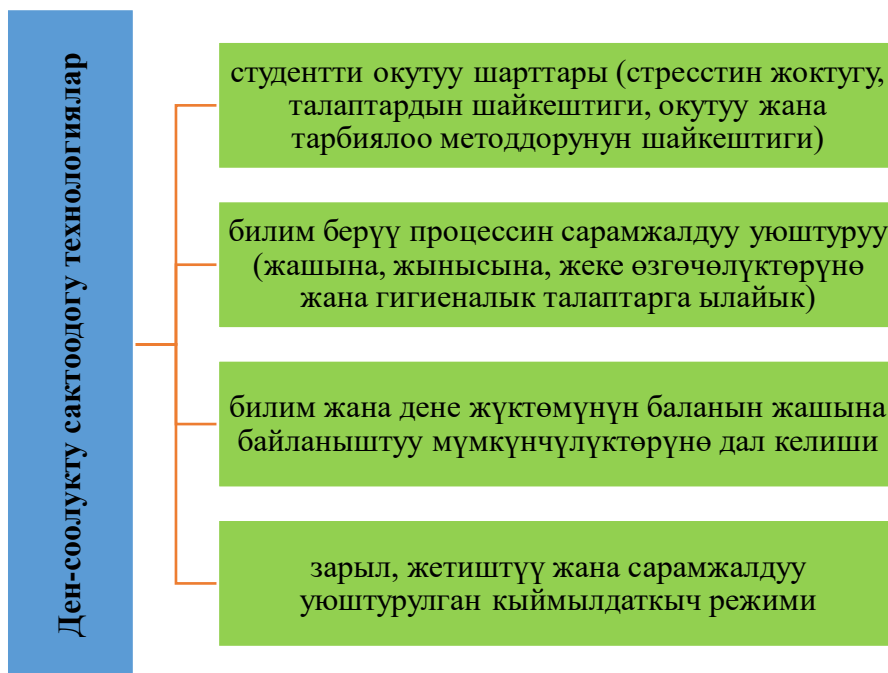 Ден-соолукту сактоодогу технологиялар
студентти окутуу шарттары (стресстин жоктугу,
талаптардын шайкештиги, окутуу жана
тарбиялоо методдорунун шайкештиги)
билим берүү процессин сарамжалдуу уюштуруу
(жашына, жынысына, жеке өзгөчөлүктөрүнө
жана гигиеналык талаптарга ылайык)
билим жана дене жүктөмүнүн баланын жашына
байланыштуу мүмкүнчүлүктөрүнө дал келиши
зарыл, жетиштүү жана сарамжалдуу
уюштурулган кыймылдаткыч режими